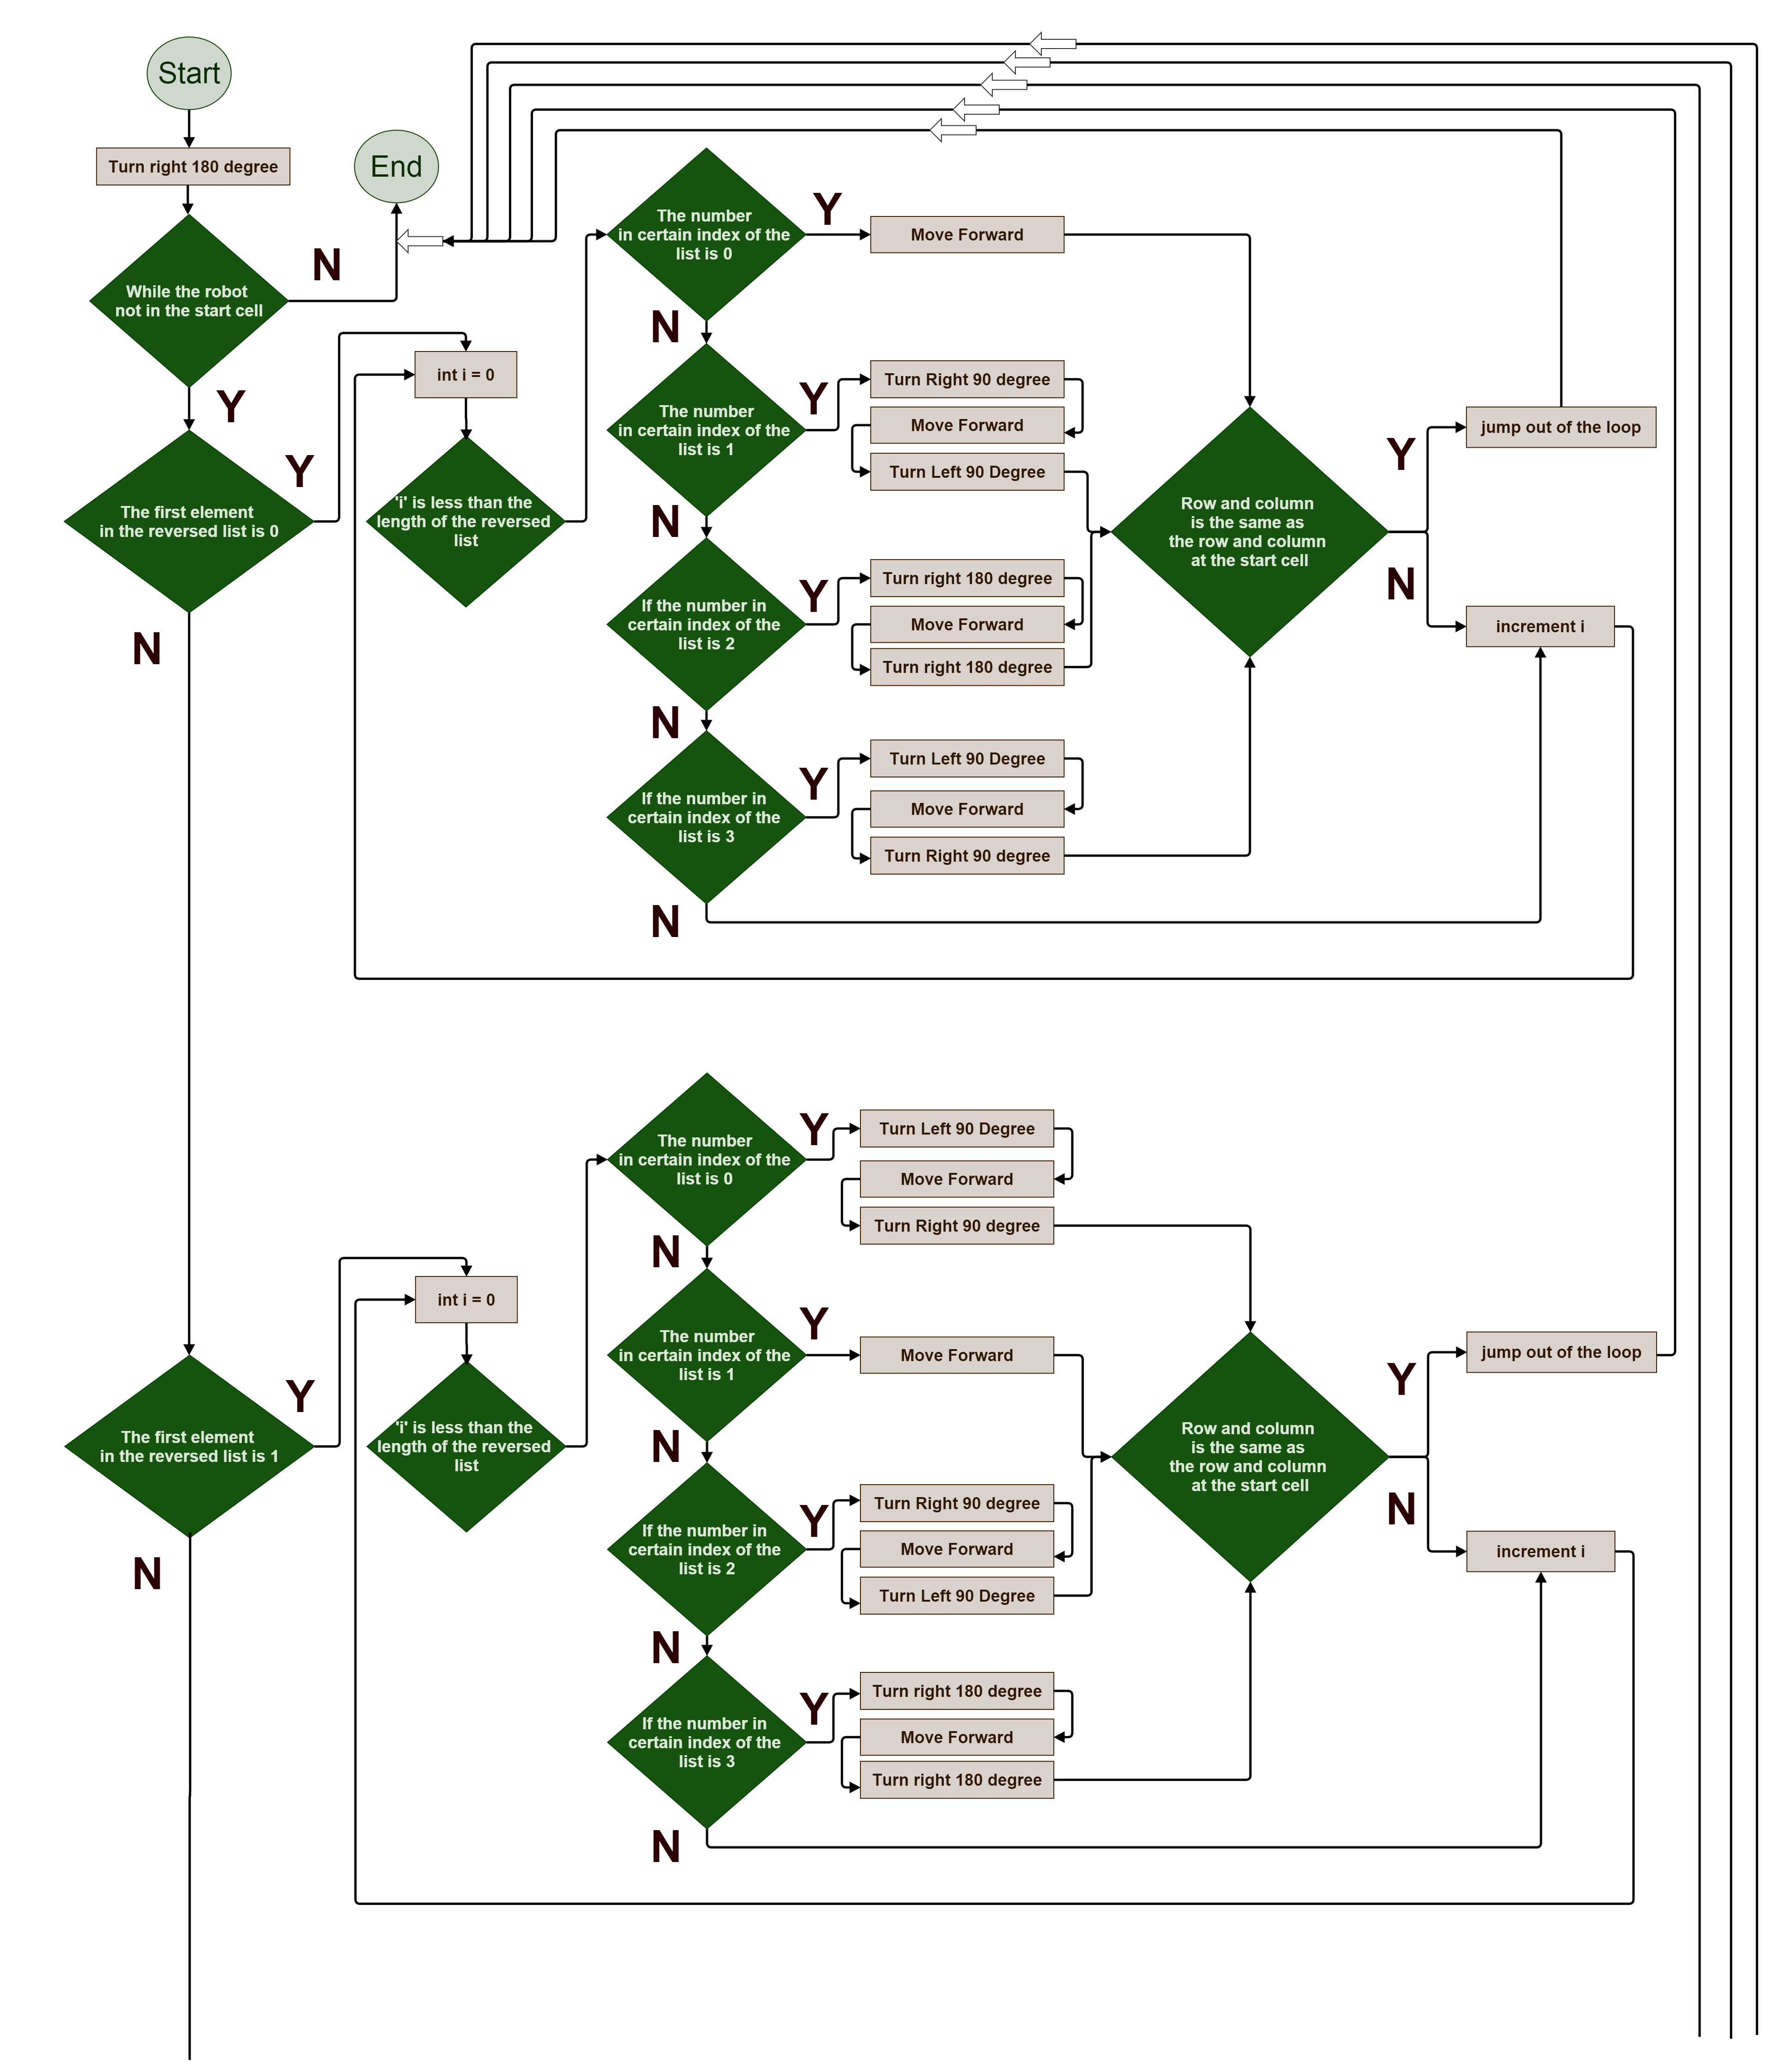 Start
Turn right 180 degree
End
While the robot
not in the start cell
N
Y
The first element
in the reversed list is 0
Y
N
int i = 0
'i' is less than the
length of the reversed
list
The number
in certain index of the
list is 0
Y
Move Forward
N
The number
in certain index of the
list is 1
Y
Turn Right 90 degree
Move Forward
Turn Left 90 Degree
N
If the number in
certain index of the
list is 2
Y
Turn right 180 degree
Move Forward
Turn right 180 degree
N
If the number in
certain index of the
list is 3
Y
Turn Left 90 Degree
Move Forward
Turn Right 90 degree
N
Row and column
is the same as
the row and column
at the start cell
Y
jump out of the loop
N
increment i
The first element
in the reversed list is 1
Y
N
int i = 0
'i' is less than the
length of the reversed
list
The number
in certain index of the
list is 0
Y
Turn Left 90 Degree
Move Forward
Turn Right 90 degree
N
The number
in certain index of the
list is 1
Y
Move Forward
N
If the number in
certain index of the
list is 2
Y
Turn Right 90 degree
Move Forward
Turn Left 90 Degree
N
If the number in
certain index of the
list is 3
Y
Turn right 180 degree
Move Forward
Turn right 180 degree
N
Row and column
is the same as
the row and column
at the start cell
Y
jump out of the loop
N
increment i